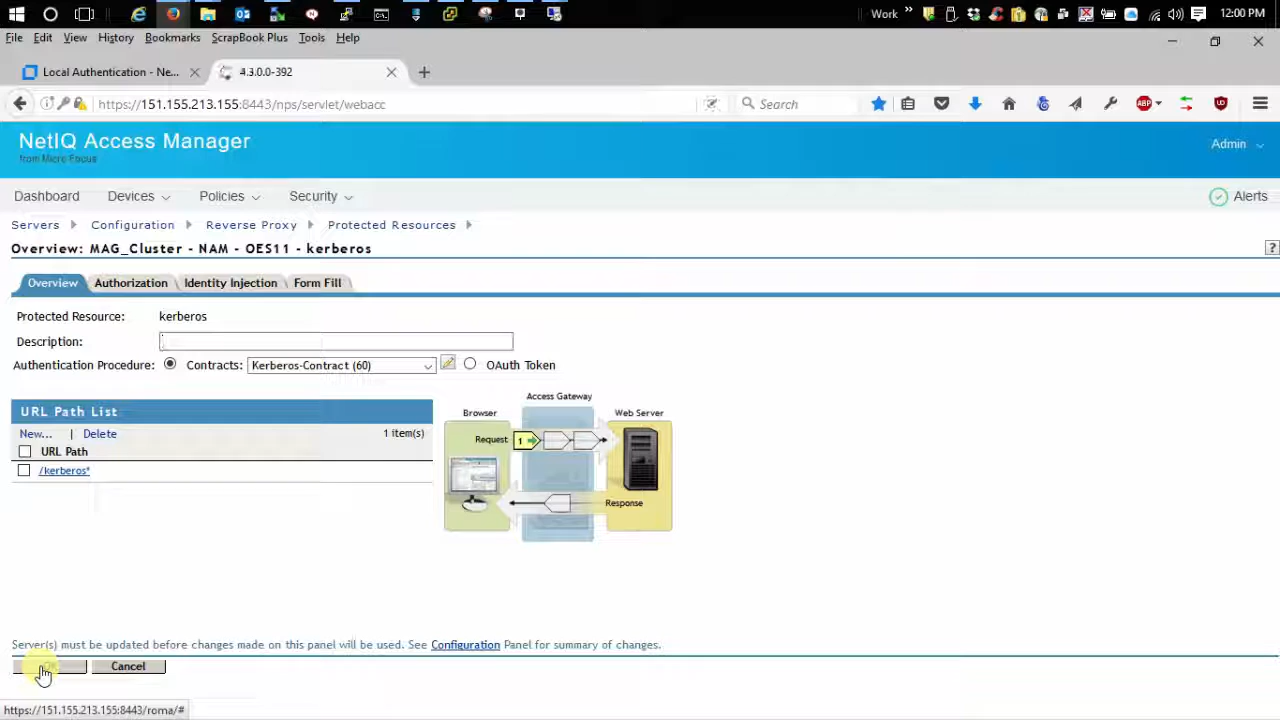 Work
»
12:00 PM
File Edit View History Bookmarks ScrapBook Plus Tools Help
Local Authentication - Ne...
4.3.0.0-392
https://151.155.213.155:8443/nps/servlet/webacc
Search
ABP
NetIQ Access Manager
from Micro Focus
Admin
Dashboard Devices Policies Security
Alerts
Servers Configuration Reverse Proxy Protected Resources
Overview: MAG_Cluster - NAM - OES11 - kerberos
?
Overview Authorization Identity Injection Form Fill
Protected Resource: kerberos
Description:
Authentication Procedure: Contracts: Kerberos-Contract (60) OAuth Token
URL Path List
New... | Delete 1 item(s)
URL Path
/kerberos*
Access Gateway
Browser
Web Server
Request
1
Response
Server(s) must be updated before changes made on this panel will be used. See Configuration Panel for summary of changes.
Cancel
https://151.155.213.155:8443/roma/#